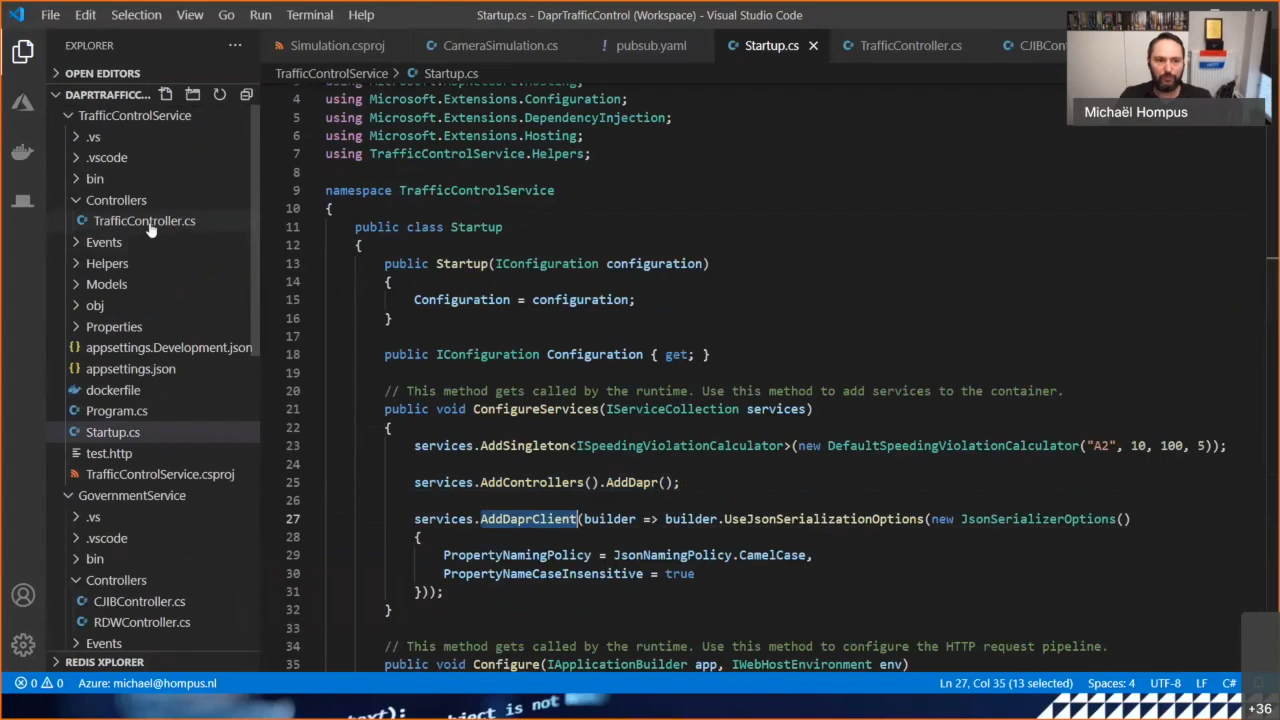 File Edit Selection View Go Run Terminal Help
Startup.cs - DaprTrafficControl (Workspace) - Visual Studio Code
EXPLORER
OPEN EDITORS
DAPRTRAFFICC...
TrafficControlService
.vs
.vscode
bin
Controllers
TrafficController.cs
Events
Helpers
Models
obj
Properties
appsettings.Development.json
appsettings.json
dockerfile
Program.cs
Startup.cs
test.http
TrafficControlService.csproj
GovernmentService
.vs
.vscode
bin
Controllers
CJIBController.cs
RDWController.cs
Events
REDIS XPLORER
Simulation.csproj CameraSimulation.cs pubsub.yaml Startup.cs TrafficController.cs CJIBCont
TrafficControlService > Startup.cs
4 using Microsoft.Extensions.Configuration;
5 using Microsoft.Extensions.DependencyInjection;
6 using Microsoft.Extensions.Hosting;
7 using TrafficControlService.Helpers;
8
9 namespace TrafficControlService
10 {
11 public class Startup
12 {
13 public Startup(IConfiguration configuration)
14 {
15 Configuration = configuration;
16 }
17
18 public IConfiguration Configuration { get; }
19
20 // This method gets called by the runtime. Use this method to add services to the container.
21 public void ConfigureServices(IServiceCollection services)
22 {
23 services.AddSingleton<ISpeedingViolationCalculator>(new DefaultSpeedingViolationCalculator("A2", 10, 100, 5));
24
25 services.AddControllers().AddDapr();
26
27 services.AddDaprClient(builder => builder.UseJsonSerializationOptions(new JsonSerializerOptions()
28 {
29 PropertyNamingPolicy = JsonNamingPolicy.CamelCase,
30 PropertyNameCaseInsensitive = true
31 }));
32 }
33
34 // This method gets called by the runtime. Use this method to configure the HTTP request pipeline.
35 public void Configure(IApplicationBuilder app, IWebHostEnvironment env)
Michaël Hompus
0 0 Azure: michael@hompus.nl
Ln 27, Col 35 (13 selected) Spaces: 4 UTF-8 LF C#
+36